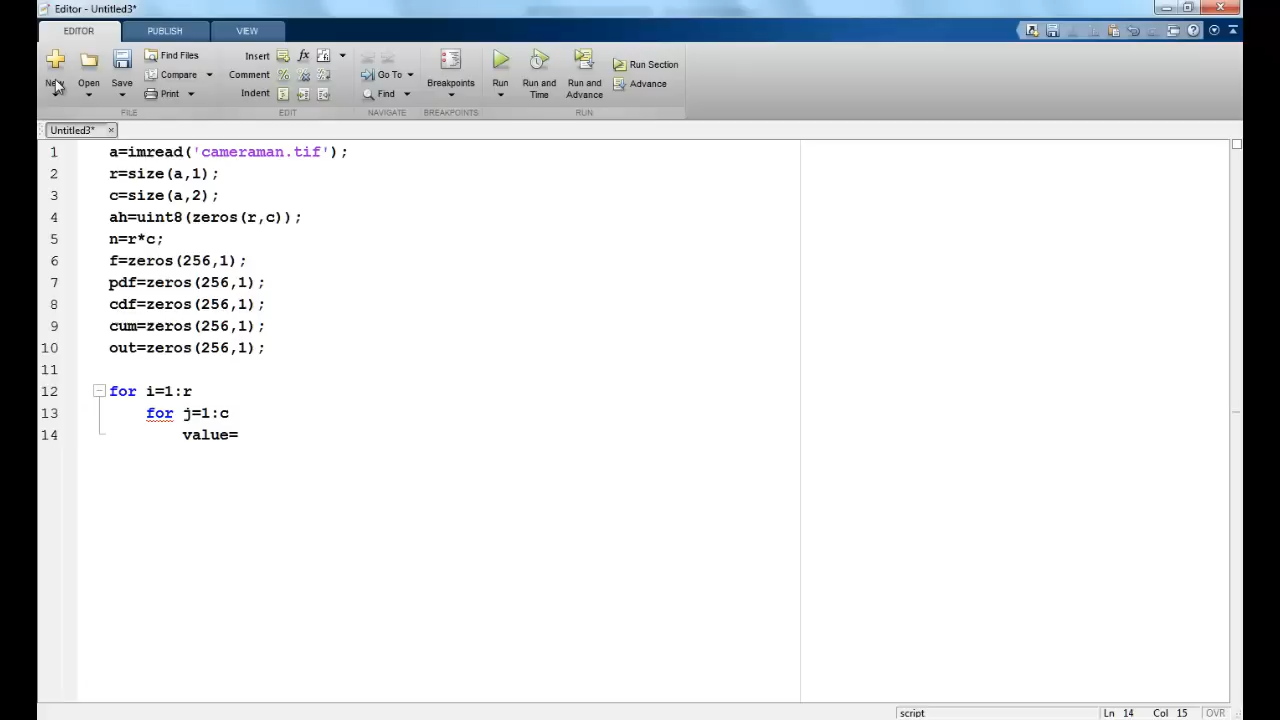 Editor - Untitled3*
EDITOR PUBLISH VIEW
New Open Save Find Files Compare Print
Insert Comment Indent
Go To Find
Breakpoints
Run Run and Time Run and Advance Run Section Advance
FILE EDIT NAVIGATE BREAKPOINTS RUN
Untitled3*
1 a=imread('cameraman.tif');
2 r=size(a,1);
3 c=size(a,2);
4 ah=uint8(zeros(r,c));
5 n=r*c;
6 f=zeros(256,1);
7 pdf=zeros(256,1);
8 cdf=zeros(256,1);
9 cum=zeros(256,1);
10 out=zeros(256,1);
11
12 for i=1:r
13 for j=1:c
14 value=
script Ln 14 Col 15 OVR